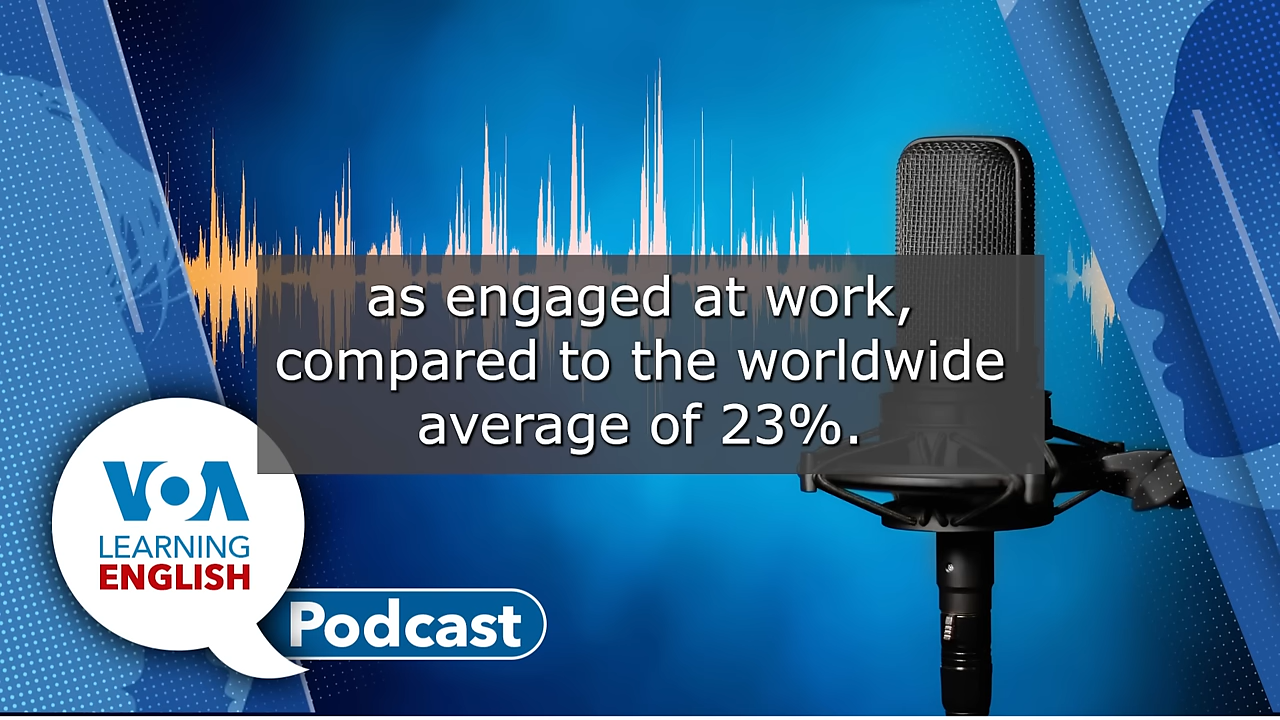 as engaged at work,
compared to the worldwide
average of 23%.
VOA
LEARNING
ENGLISH
Podcast